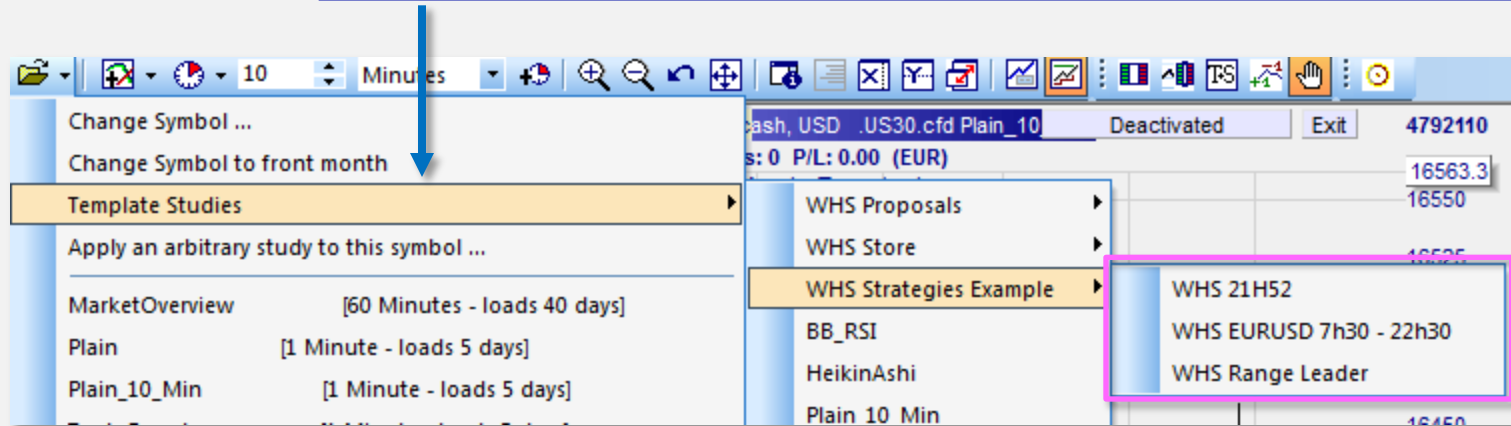 10 Minutes T&S
Change Symbol ...
Change Symbol to front month
Template Studies
Apply an arbitrary study to this symbol ...
MarketOverview [60 Minutes - loads 40 days]
Plain [1 Minute - loads 5 days]
Plain_10_Min [1 Minute - loads 5 days]
ash, USD .US30.cfd Plain_10 Deactivated Exit 4792110
s: 0 P/L: 0.00 (EUR)
16563.3
16550
WHS Proposals
WHS Store
WHS Strategies Example
BB_RSI
HeikinAshi
Plain 10 Min
WHS 21H52
WHS EURUSD 7h30 - 22h30
WHS Range Leader